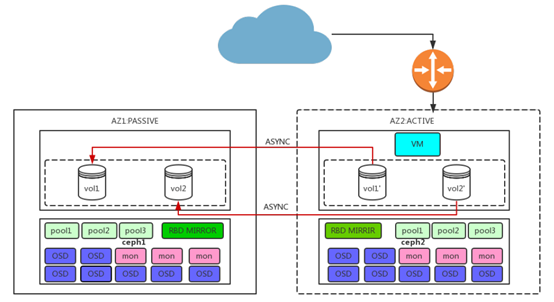 AZ1:PASSIVE
AZ2:ACTIVE
VM
ASYNC
vol1
vol2
vol1'
vol2'
ASYNC
pool1 pool2 pool3 RBD MIRROR
ceph1
OSD OSD mon mon mon
OSD OSD OSD OSD OSD
RBD MIRRIR pool1 pool2 pool3
ceph2
OSD OSD mon mon mon
OSD OSD OSD OSD OSD